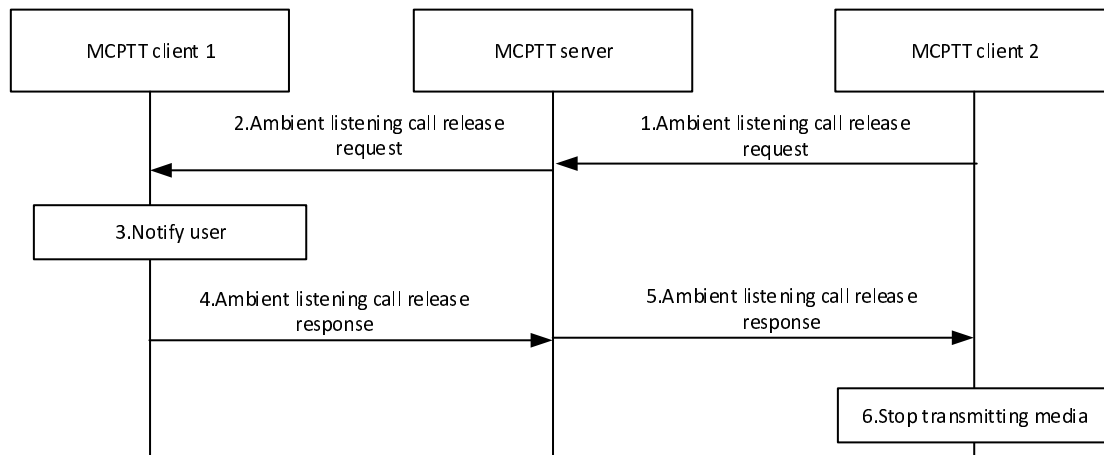 MCPTT client 1
MCPTT server
MCPTT client 2
2.Ambient listening call release
request
1.Ambient listening call release
request
3.Notify user
4.Ambient listening call release
response
5.Ambient listening call release
response
6.Stop transmitting media